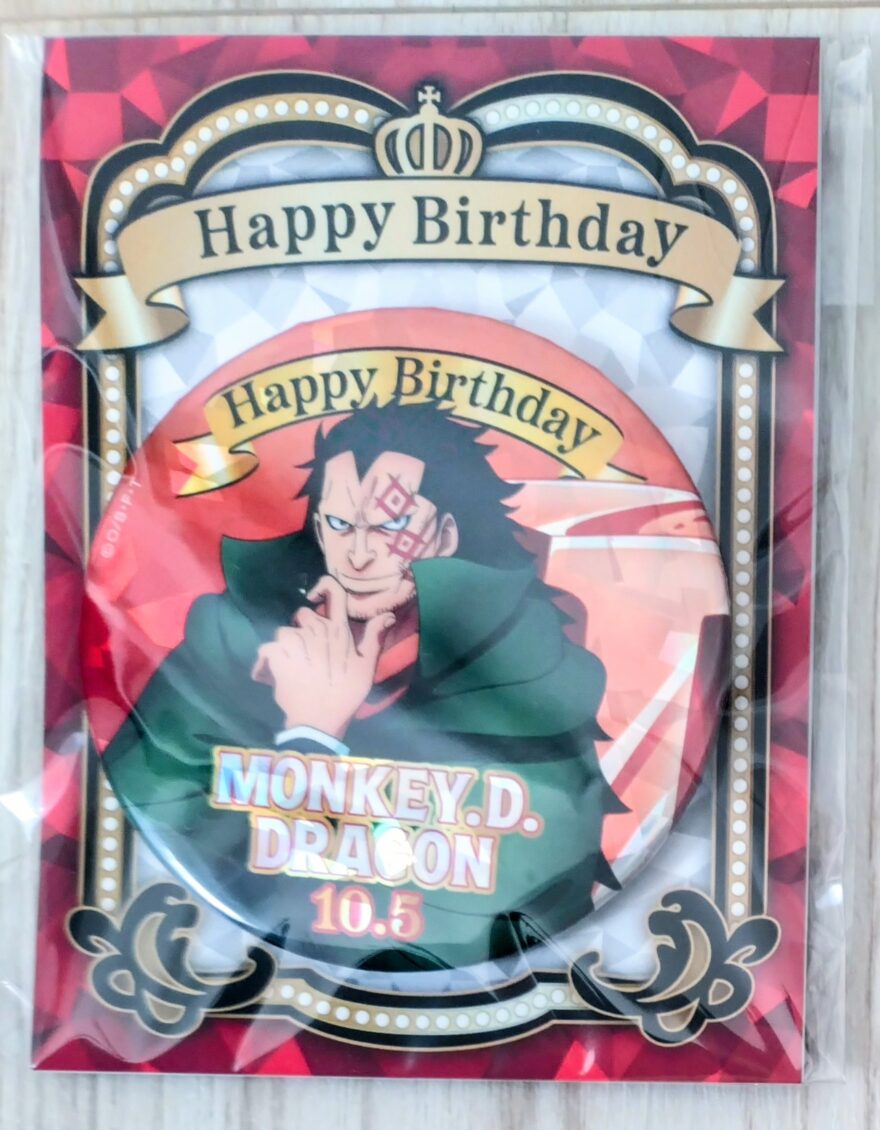 Happy Birthday
Happy Birthday
©O/S・F・T
MONKEY.D.
DRAGON
10.5